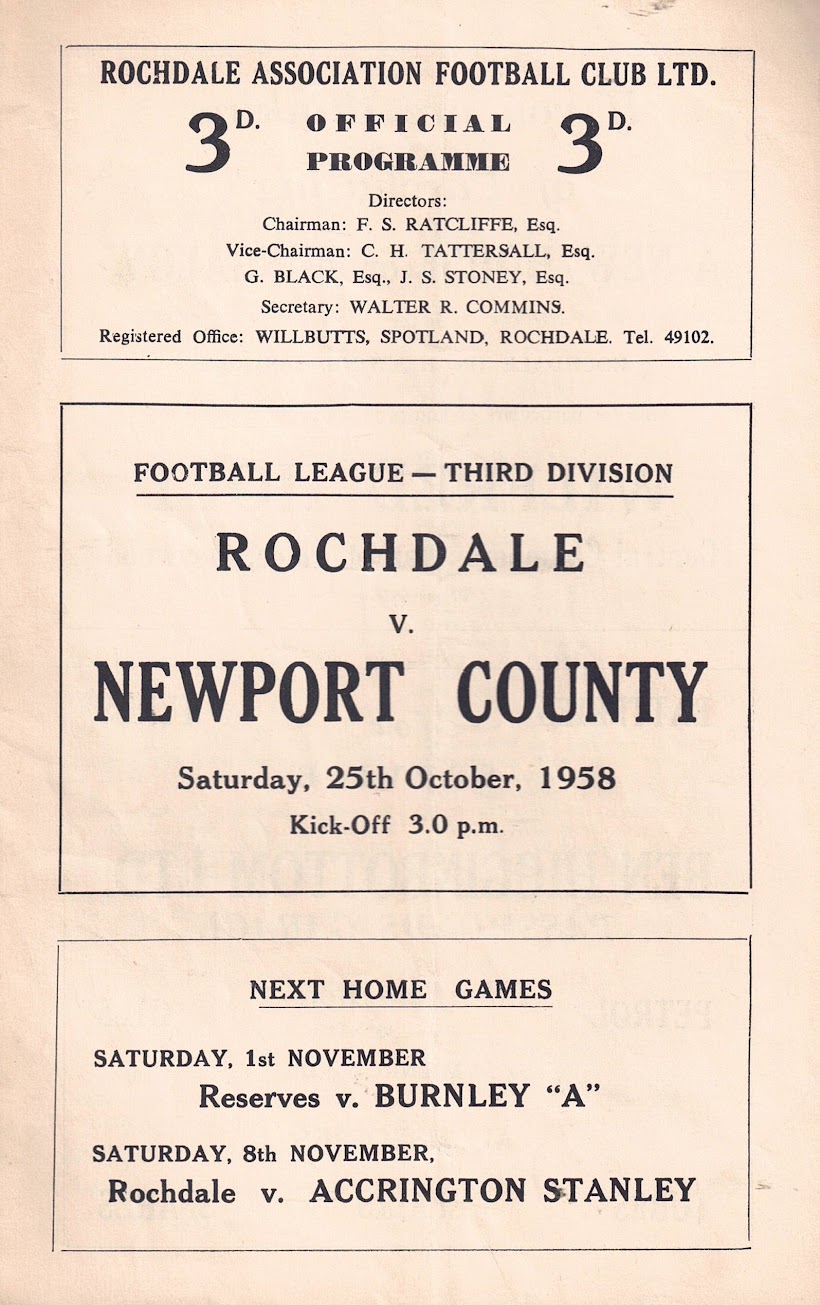 ROCHDALE ASSOCIATION FOOTBALL CLUB LTD.
3D. OFFICIAL 3D.
PROGRAMME
Directors:
Chairman: F. S. RATCLIFFE, Esq.
Vice-Chairman: C. H. TATTERSALL, Esq.
G. BLACK, Esq., J. S. STONEY, Esq.
Secretary: WALTER R. COMMINS.
Registered Office: WILLBUTTS, SPOTLAND, ROCHDALE. Tel. 49102.
FOOTBALL LEAGUE — THIRD DIVISION
ROCHDALE
V.
NEWPORT COUNTY
Saturday, 25th October, 1958
Kick-Off 3.0 p.m.
NEXT HOME GAMES
SATURDAY, 1st NOVEMBER
Reserves v. BURNLEY “A”
SATURDAY, 8th NOVEMBER,
Rochdale v. ACCRINGTON STANLEY